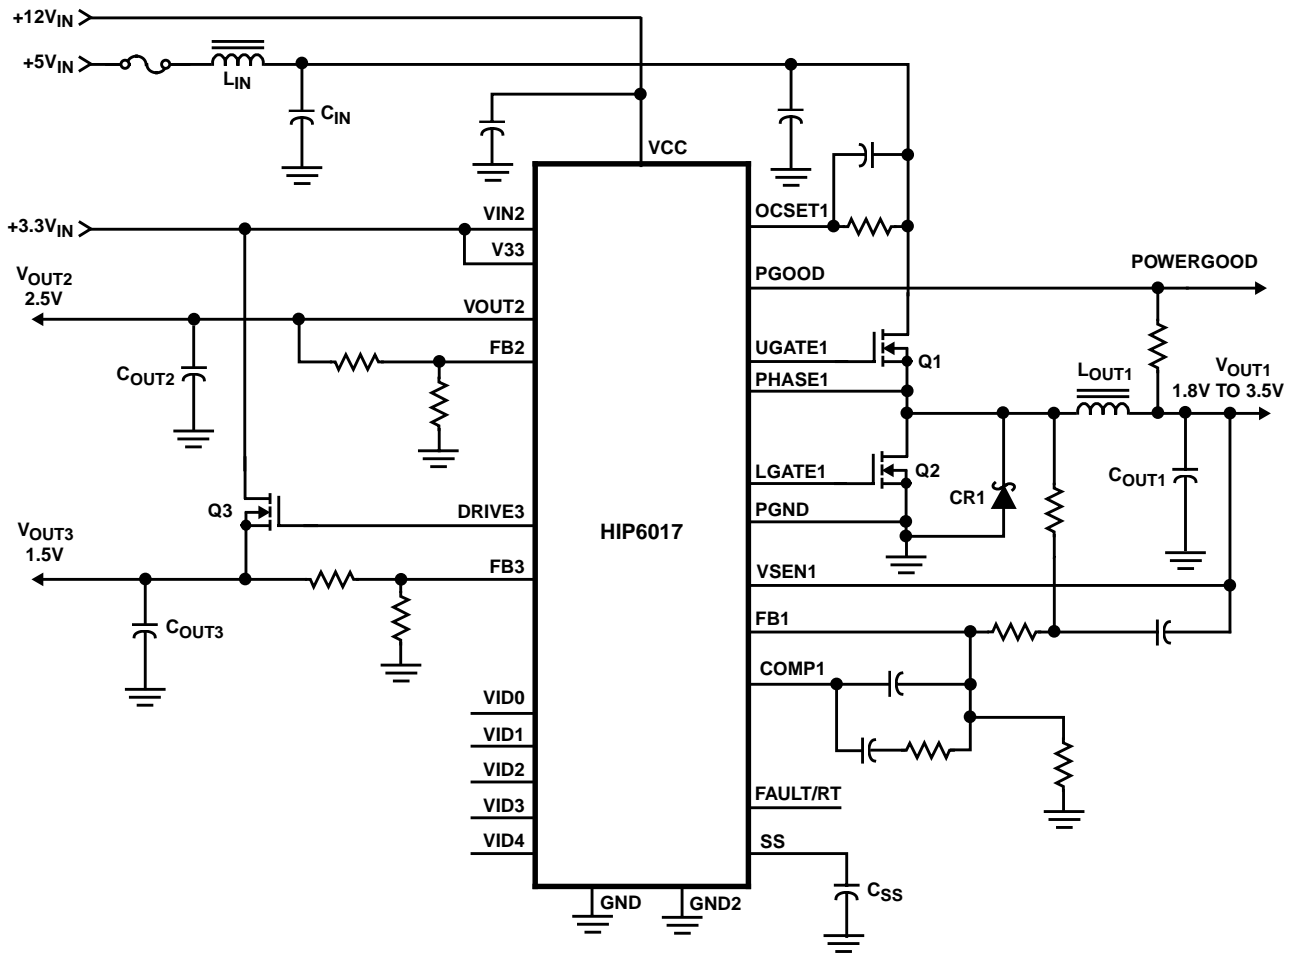 +12VIN
+5VIN
LIN
CIN
VCC
+3.3VIN
VIN2
V33
VOUT2
2.5V
VOUT2
FB2
COUT2
Q3
DRIVE3
VOUT3
1.5V
FB3
COUT3
VID0
VID1
VID2
VID3
VID4
HIP6017
GND
GND2
OCSET1
PGOOD
POWERGOOD
UGATE1
Q1
PHASE1
LOUT1
VOUT1
1.8V TO 3.5V
LGATE1
Q2
CR1
COUT1
PGND
VSEN1
FB1
COMP1
FAULT/RT
SS
CSS